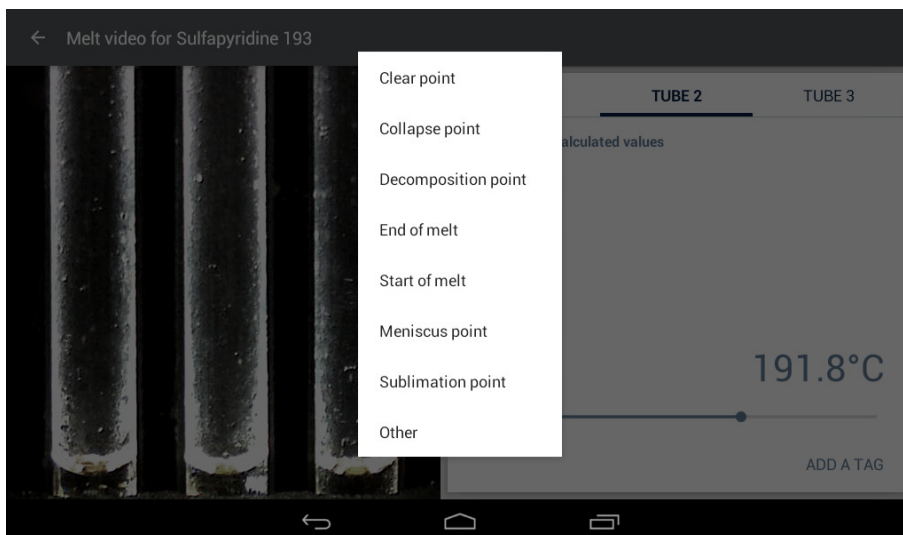 Melt video for Sulfapyridine 193
Clear point
Collapse point
Decomposition point
End of melt
Start of melt
Meniscus point
Sublimation point
Other
TUBE 2
TUBE 3
alculated values
191.8°C
ADD A TAG